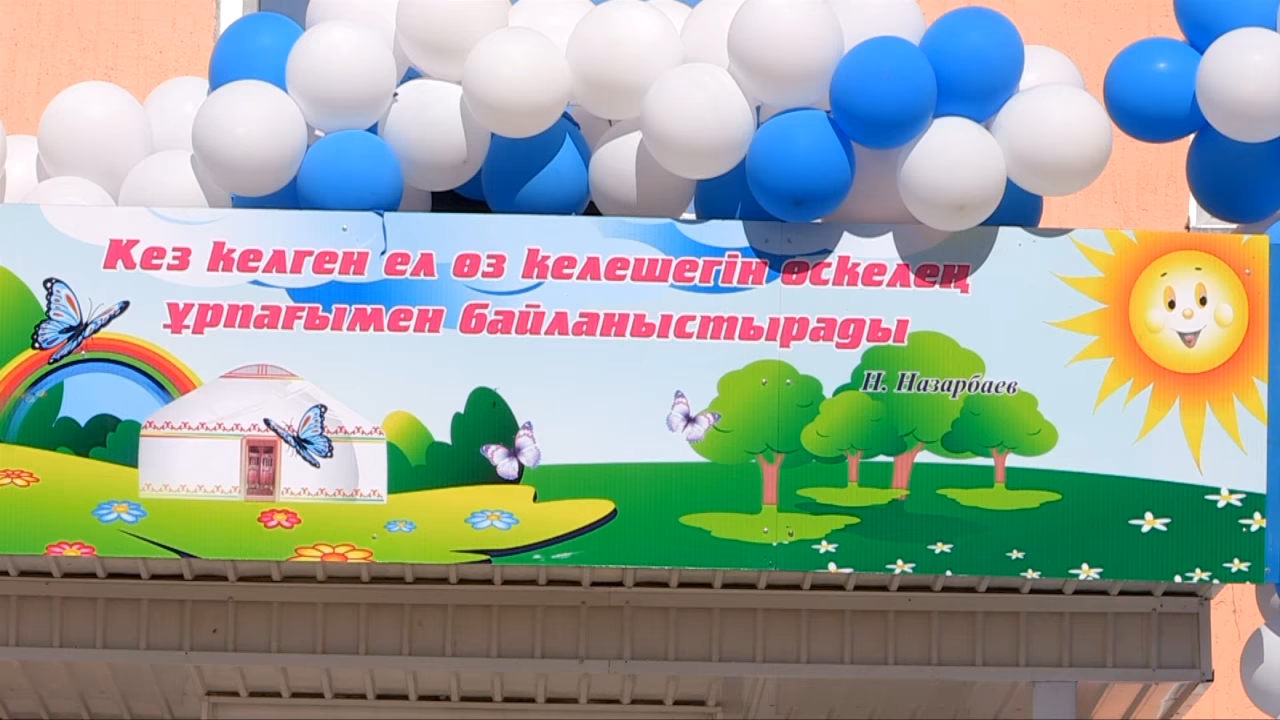 Кез келген ел өз келешегін өскелең
ұрпағымен байланыстырады
Н. Назарбаев